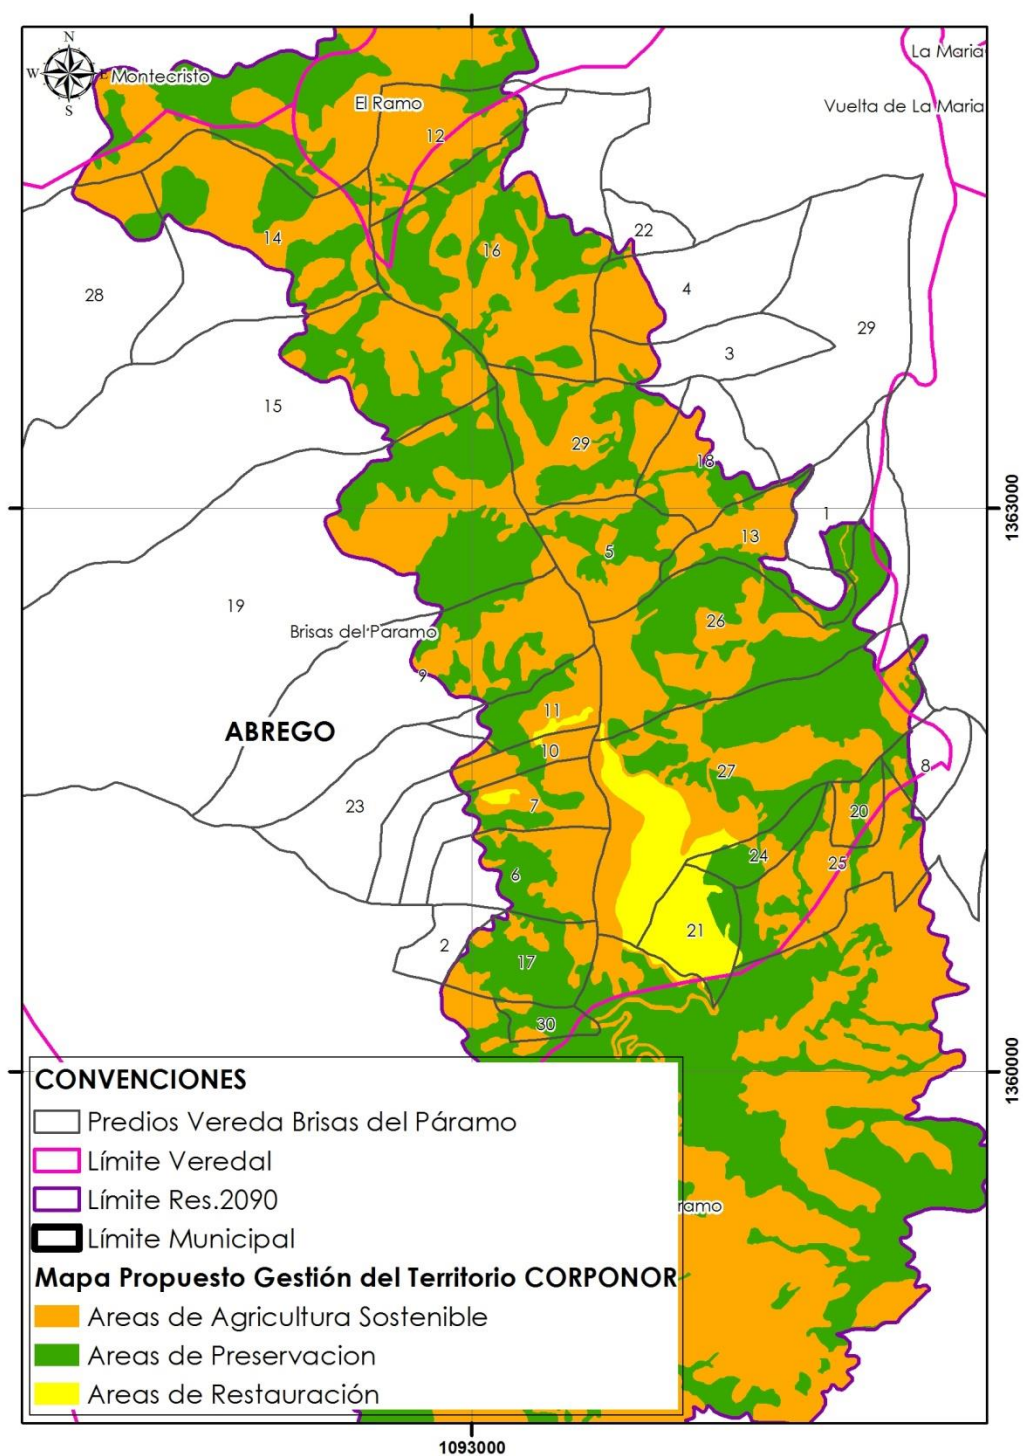 N
W E
S
Montecristo
El Ramo
La Maria
Vuelta de La Maria
12
22
14
16
4
28
29
3
15
29
18
1
1363000
13
5
19
26
Brisas del Paramo
9
11
ABREGO
10
27
8
23
7
20
24
25
6
21
2
17
30
1360000
CONVENCIONES
Predios Vereda Brisas del Páramo
Límite Veredal
Límite Res.2090
ramo
Límite Municipal
Mapa Propuesto Gestión del Territorio CORPONOR
Areas de Agricultura Sostenible
Areas de Preservacion
Areas de Restauración
1093000